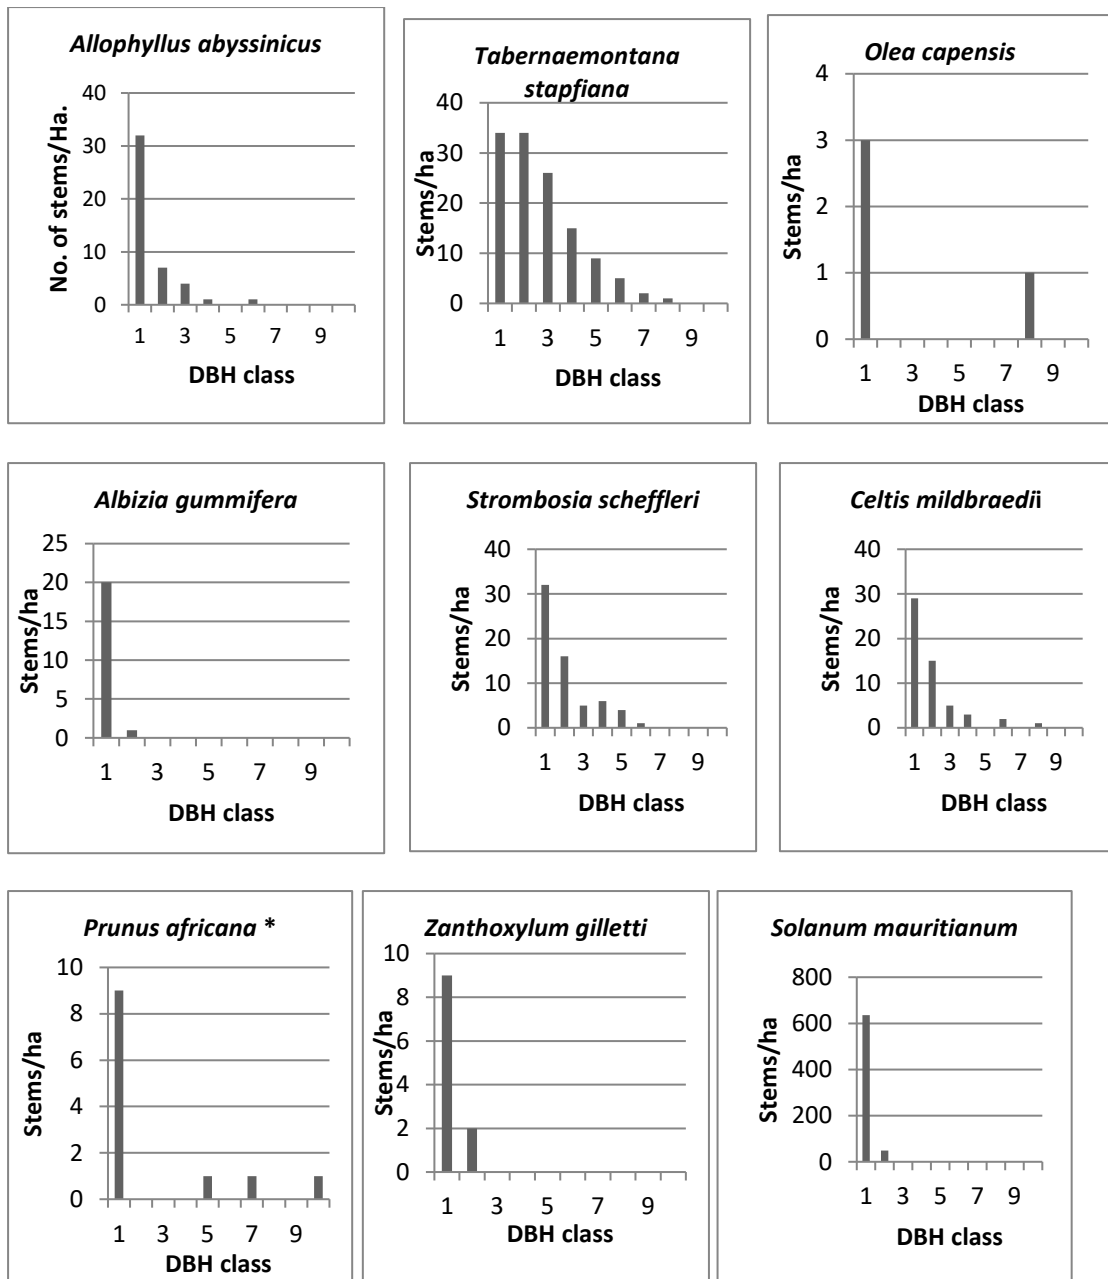 Allophyllus abyssinicus
No. of stems/Ha.
40
30
20
10
0
1 3 5 7 9
DBH class
Tabernaemontana
stapfiana
Stems/ha
40
30
20
10
0
1 3 5 7 9
DBH class
Olea capensis
Stems/ha
4
3
2
1
0
1 3 5 7 9
DBH class
Albizia gummifera
Stems/ha
25
20
15
10
5
0
1 3 5 7 9
DBH class
Strombosia scheffleri
Stems/ha
40
30
20
10
0
1 3 5 7 9
DBH class
Celtis mildbraedii
Stems/ha
40
30
20
10
0
1 3 5 7 9
DBH class
Prunus africana *
Stems/ha
10
8
6
4
2
0
1 3 5 7 9
DBH class
Zanthoxylum gilletti
Stems/ha
10
8
6
4
2
0
1 3 5 7 9
DBH class
Solanum mauritianum
Stems/ha
800
600
400
200
0
1 3 5 7 9
DBH class